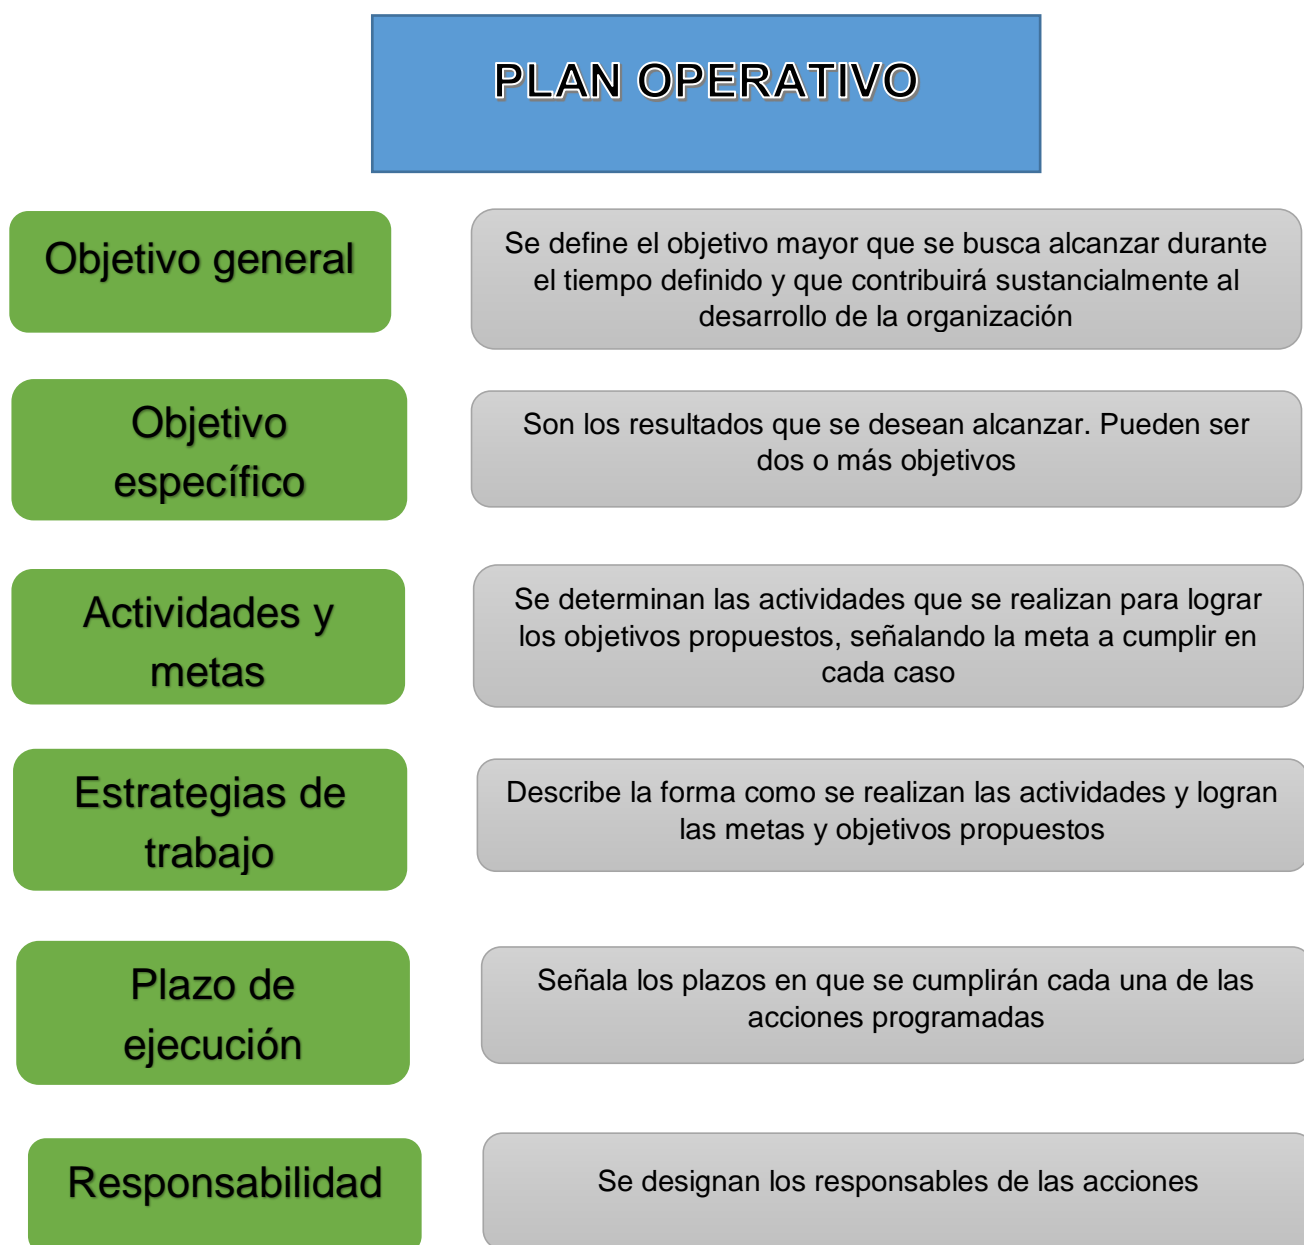 PLAN OPERATIVO
Objetivo general
Se define el objetivo mayor que se busca alcanzar durante
el tiempo definido y que contribuirá sustancialmente al
desarrollo de la organización
Objetivo
específico
Son los resultados que se desean alcanzar. Pueden ser
dos o más objetivos
Actividades y
metas
Se determinan las actividades que se realizan para lograr
los objetivos propuestos, señalando la meta a cumplir en
cada caso
Estrategias de
trabajo
Describe la forma como se realizan las actividades y logran
las metas y objetivos propuestos
Plazo de
ejecución
Señala los plazos en que se cumplirán cada una de las
acciones programadas
Responsabilidad
Se designan los responsables de las acciones